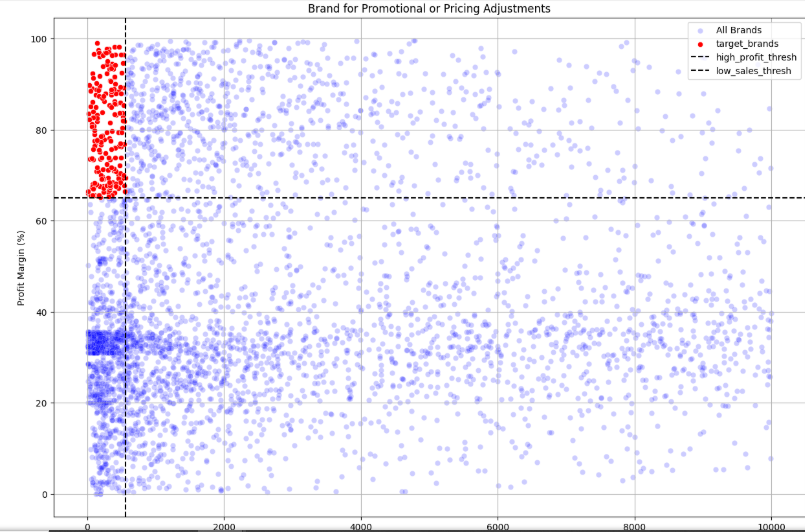 Brand for Promotional or Pricing Adjustments
All Brands
target_brands
high_profit_thresh
low_sales_thresh
100
80
60
40
20
0
Profit Margin (%)
0 2000 4000 6000 8000 10000